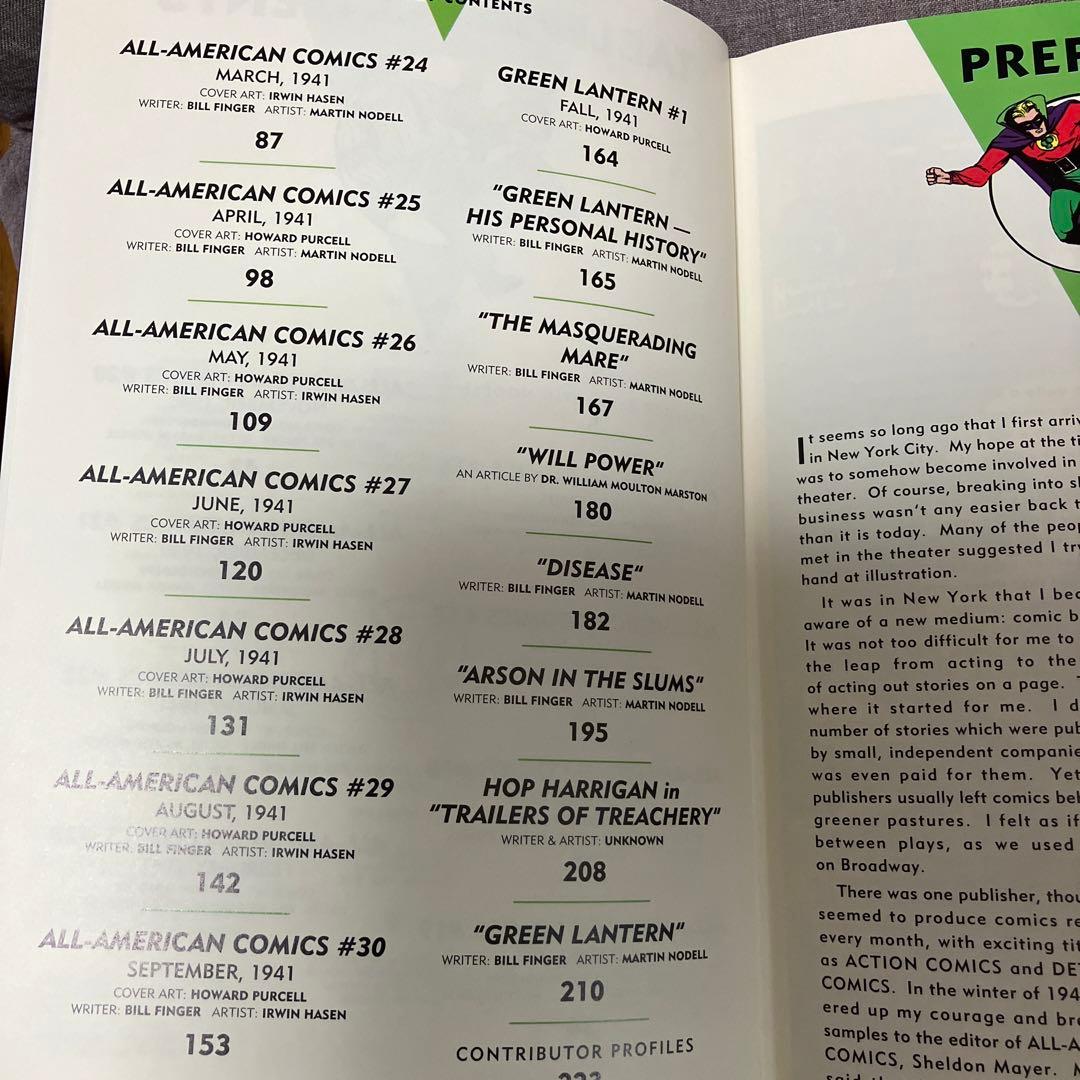 CONTENTS
ALL-AMERICAN COMICS #24
MARCH, 1941
COVER ART: IRWIN HASEN
WRITER: BILL FINGER ARTIST: MARTIN NODELL
87
ALL-AMERICAN COMICS #25
APRIL, 1941
COVER ART: HOWARD PURCELL
WRITER: BILL FINGER ARTIST: MARTIN NODELL
98
ALL-AMERICAN COMICS #26
MAY, 1941
COVER ART: HOWARD PURCELL
WRITER: BILL FINGER ARTIST: IRWIN HASEN
109
ALL-AMERICAN COMICS #27
JUNE, 1941
COVER ART: HOWARD PURCELL
WRITER: BILL FINGER ARTIST: IRWIN HASEN
120
ALL-AMERICAN COMICS #28
JULY, 1941
COVER ART: HOWARD PURCELL
WRITER: BILL FINGER ARTIST: IRWIN HASEN
131
ALL-AMERICAN COMICS #29
AUGUST, 1941
COVER ART: HOWARD PURCELL
WRITER: BILL FINGER ARTIST: IRWIN HASEN
142
ALL-AMERICAN COMICS #30
SEPTEMBER, 1941
COVER ART: HOWARD PURCELL
WRITER: BILL FINGER ARTIST: IRWIN HASEN
153
GREEN LANTERN #1
FALL, 1941
COVER ART: HOWARD PURCELL
164
"GREEN LANTERN —
HIS PERSONAL HISTORY"
WRITER: BILL FINGER ARTIST: MARTIN NODELL
165
"THE MASQUERADING
MARE"
WRITER: BILL FINGER ARTIST: MARTIN NODELL
167
"WILL POWER"
AN ARTICLE BY DR. WILLIAM MOULTON MARSTON
180
"DISEASE"
WRITER: BILL FINGER ARTIST: MARTIN NODELL
182
"ARSON IN THE SLUMS"
WRITER: BILL FINGER ARTIST: MARTIN NODELL
195
HOP HARRIGAN in
"TRAILERS OF TREACHERY"
WRITER & ARTIST: UNKNOWN
208
"GREEN LANTERN"
WRITER: BILL FINGER ARTIST: MARTIN NODELL
210
CONTRIBUTOR PROFILES
PREF
It seems so long ago that I first arriv
in New York City. My hope at the ti
was to somehow become involved in
theater. Of course, breaking into s
business wasn't any easier back t
than it is today. Many of the peop
met in the theater suggested I try
hand at illustration.
It was in New York that I bec
aware of a new medium: comic b
It was not too difficult for me to
the leap from acting to the
of acting out stories on a page. T
where it started for me. I d
number of stories which were pub
by small, independent companie
was even paid for them. Yet
publishers usually left comics beh
greener pastures. I felt as if
between plays, as we used
on Broadway.
There was one publisher, thou
seemed to produce comics re
every month, with exciting tit
as ACTION COMICS and DET
COMICS. In the winter of 194
ered up my courage and br
samples to the editor of ALL-A
COMICS, Sheldon Mayer. M